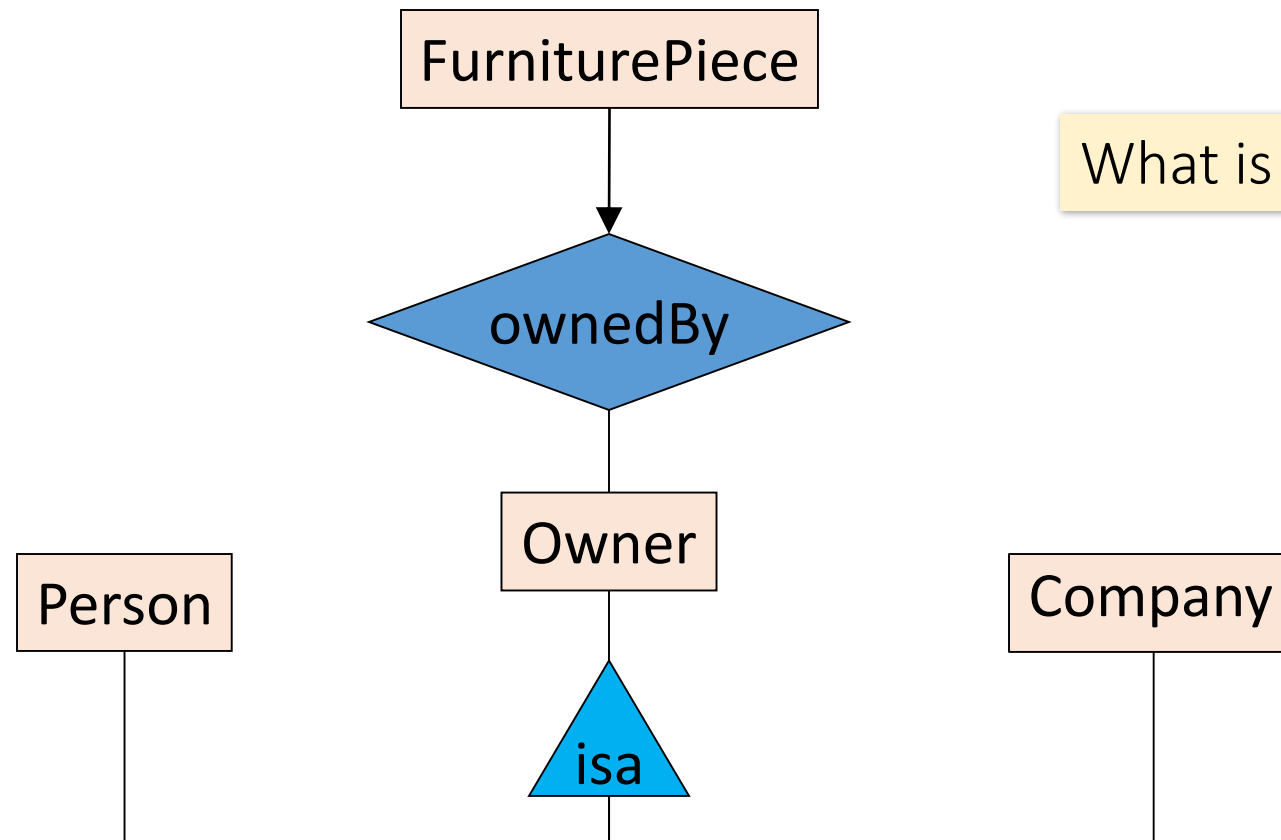 FurniturePiece
What is
ownedBy
Owner
Person
Company
isa